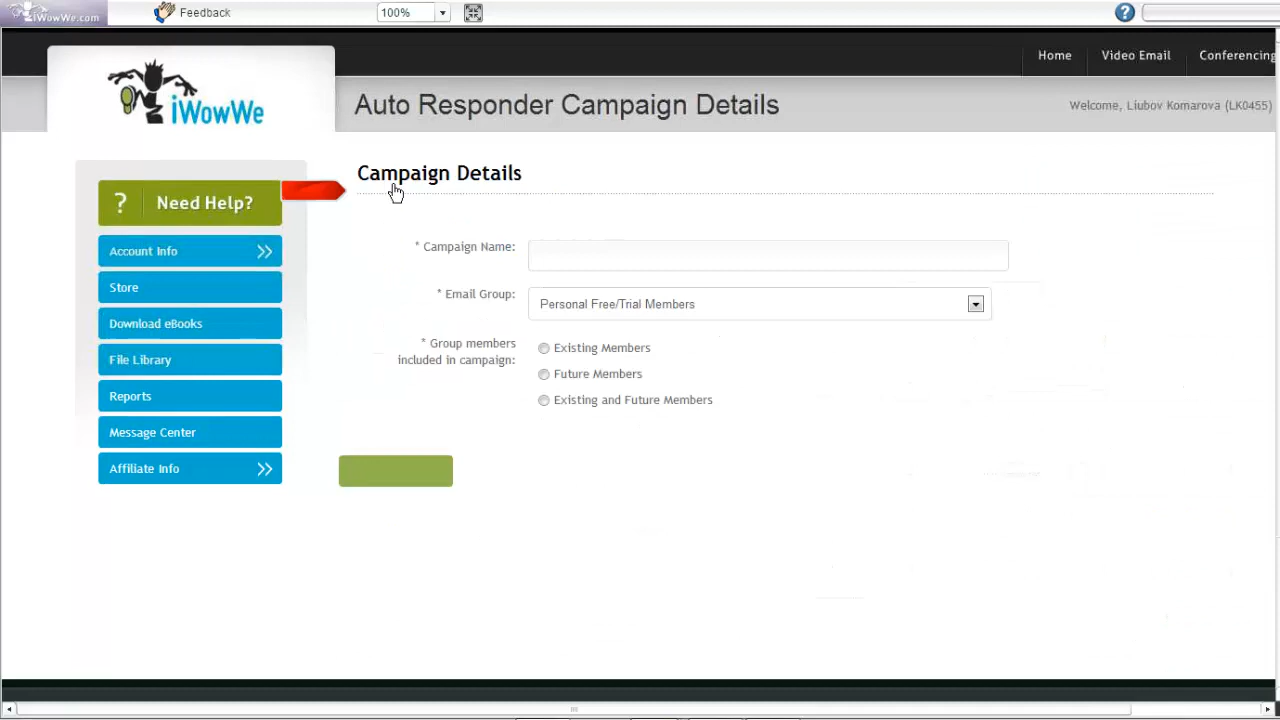 iWowWe.com
Feedback
100%
?
Home
Video Email
Conferencing
iWowWe
Auto Responder Campaign Details
Welcome, Liubov Komarova (LK0455)
Campaign Details
? Need Help?
Account Info
Store
Download eBooks
File Library
Reports
Message Center
Affiliate Info
* Campaign Name:
* Email Group:
Personal Free/Trial Members
* Group members
included in campaign:
Existing Members
Future Members
Existing and Future Members